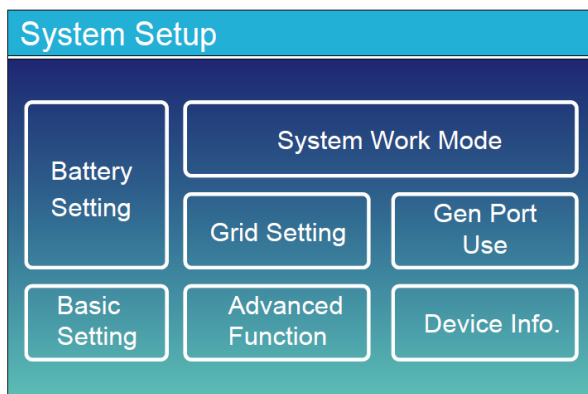 System Setup
Battery
Setting
System Work Mode
Grid Setting
Gen Port
Use
Basic
Setting
Advanced
Function
Device Info.